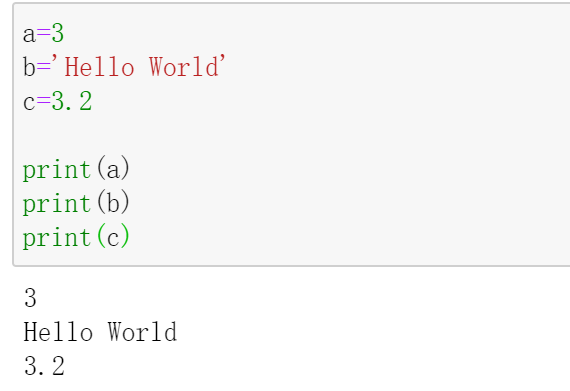 a=3
b='Hello World'
c=3.2
print(a)
print(b)
print(c)
3
Hello World
3.2